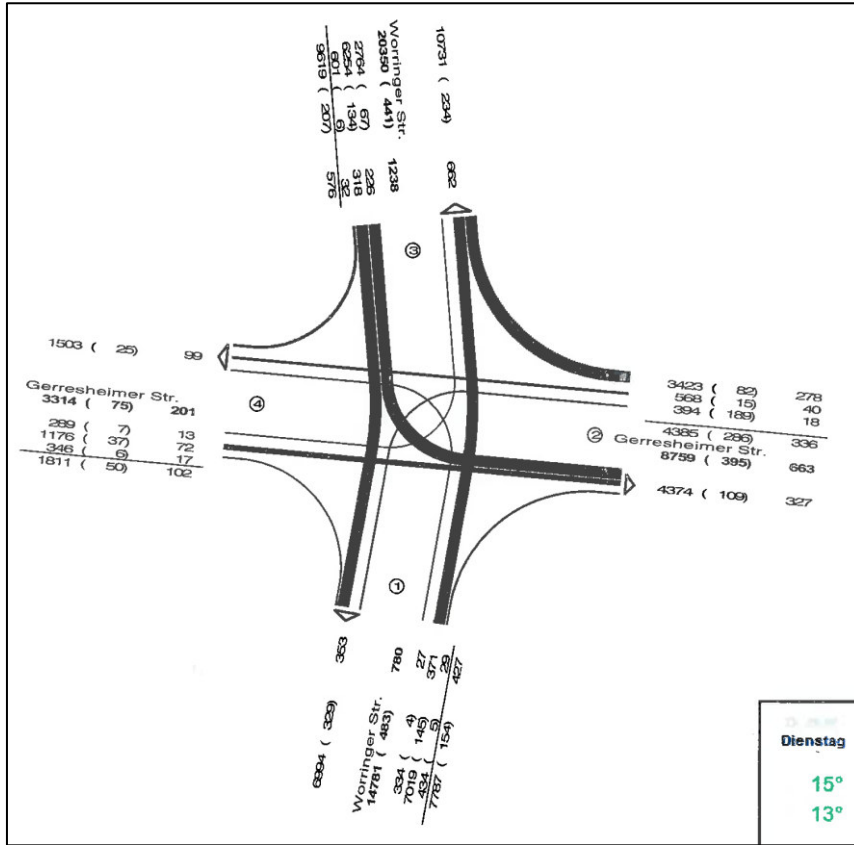 Worringer Str.
20350 ( 441) 1238
2764 ( 67) 226
6254 ( 134) 318
601 ( 6) 32
9619 ( 207) 576
10731 ( 234) 662
③
1503 ( 25) 99
Gerresheimer Str.
3314 ( 75) 201
289 ( 7) 13
1176 ( 37) 72
346 ( 6) 17
1811 ( 50) 102
④
3423 ( 82) 278
568 ( 15) 40
394 ( 189) 18
4385 ( 286) 336
② Gerresheimer Str.
8759 ( 395) 663
4374 ( 109) 327
①
6994 ( 329) 353
Worringer Str.
14781 ( 483) 780
334 ( 4) 27
7019 ( 145) 371
434 ( 5) 29
7787 ( 154) 427
Dienstag
15°
13°